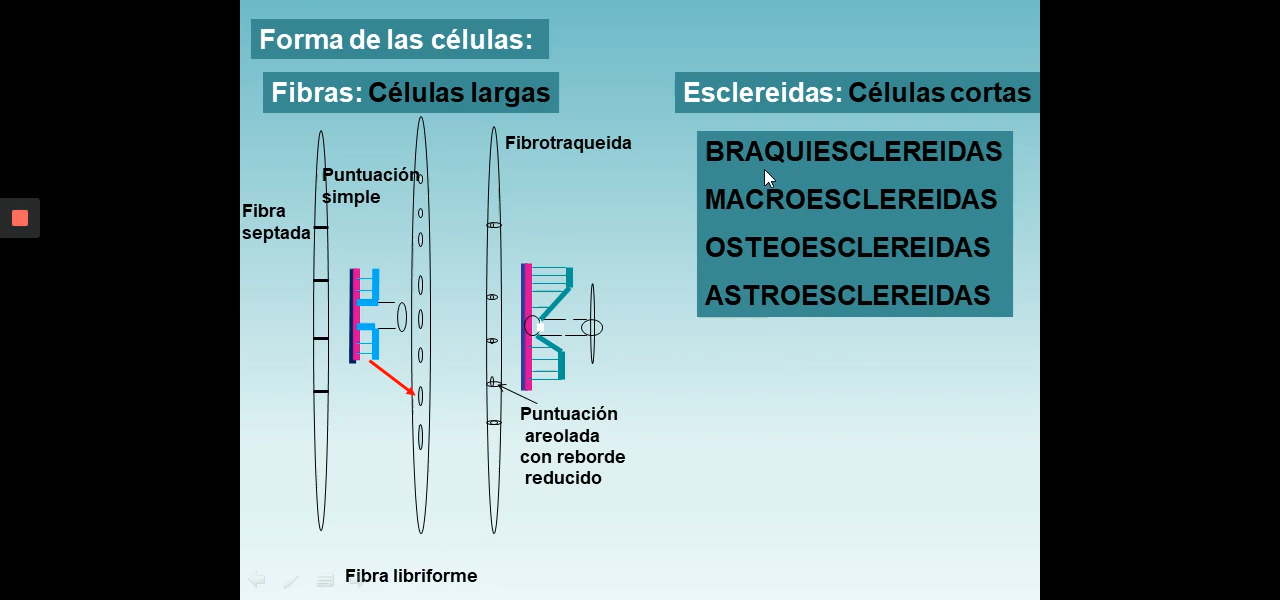 Forma de las células:
Fibras: Células largas
Esclereidas: Células cortas
Fibrotraqueida
Puntuación
simple
Fibra
septada
BRAQUIESCLEREIDAS
MACROESCLEREIDAS
OSTEOESCLEREIDAS
ASTROESCLEREIDAS
Puntuación
areolada
con reborde
reducido
Fibra libriforme